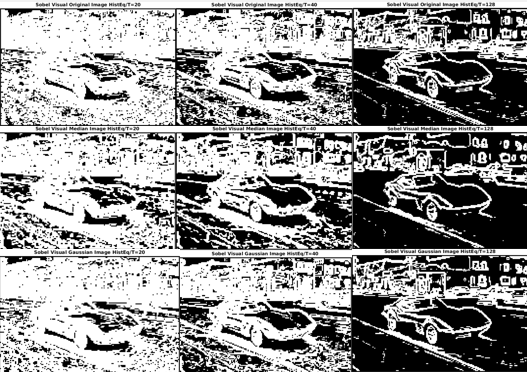 Sobel Visual Original Image HistEq/T=20
Sobel Visual Original Image HistEq/T=40
Sobel Visual Original Image HistEq/T=128
Sobel Visual Median Image HistEq/T=20
Sobel Visual Median Image HistEq/T=40
Sobel Visual Median Image HistEq/T=128
Sobel Visual Gaussian Image HistEq/T=20
Sobel Visual Gaussian Image HistEq/T=40
Sobel Visual Gaussian Image HistEq/T=128